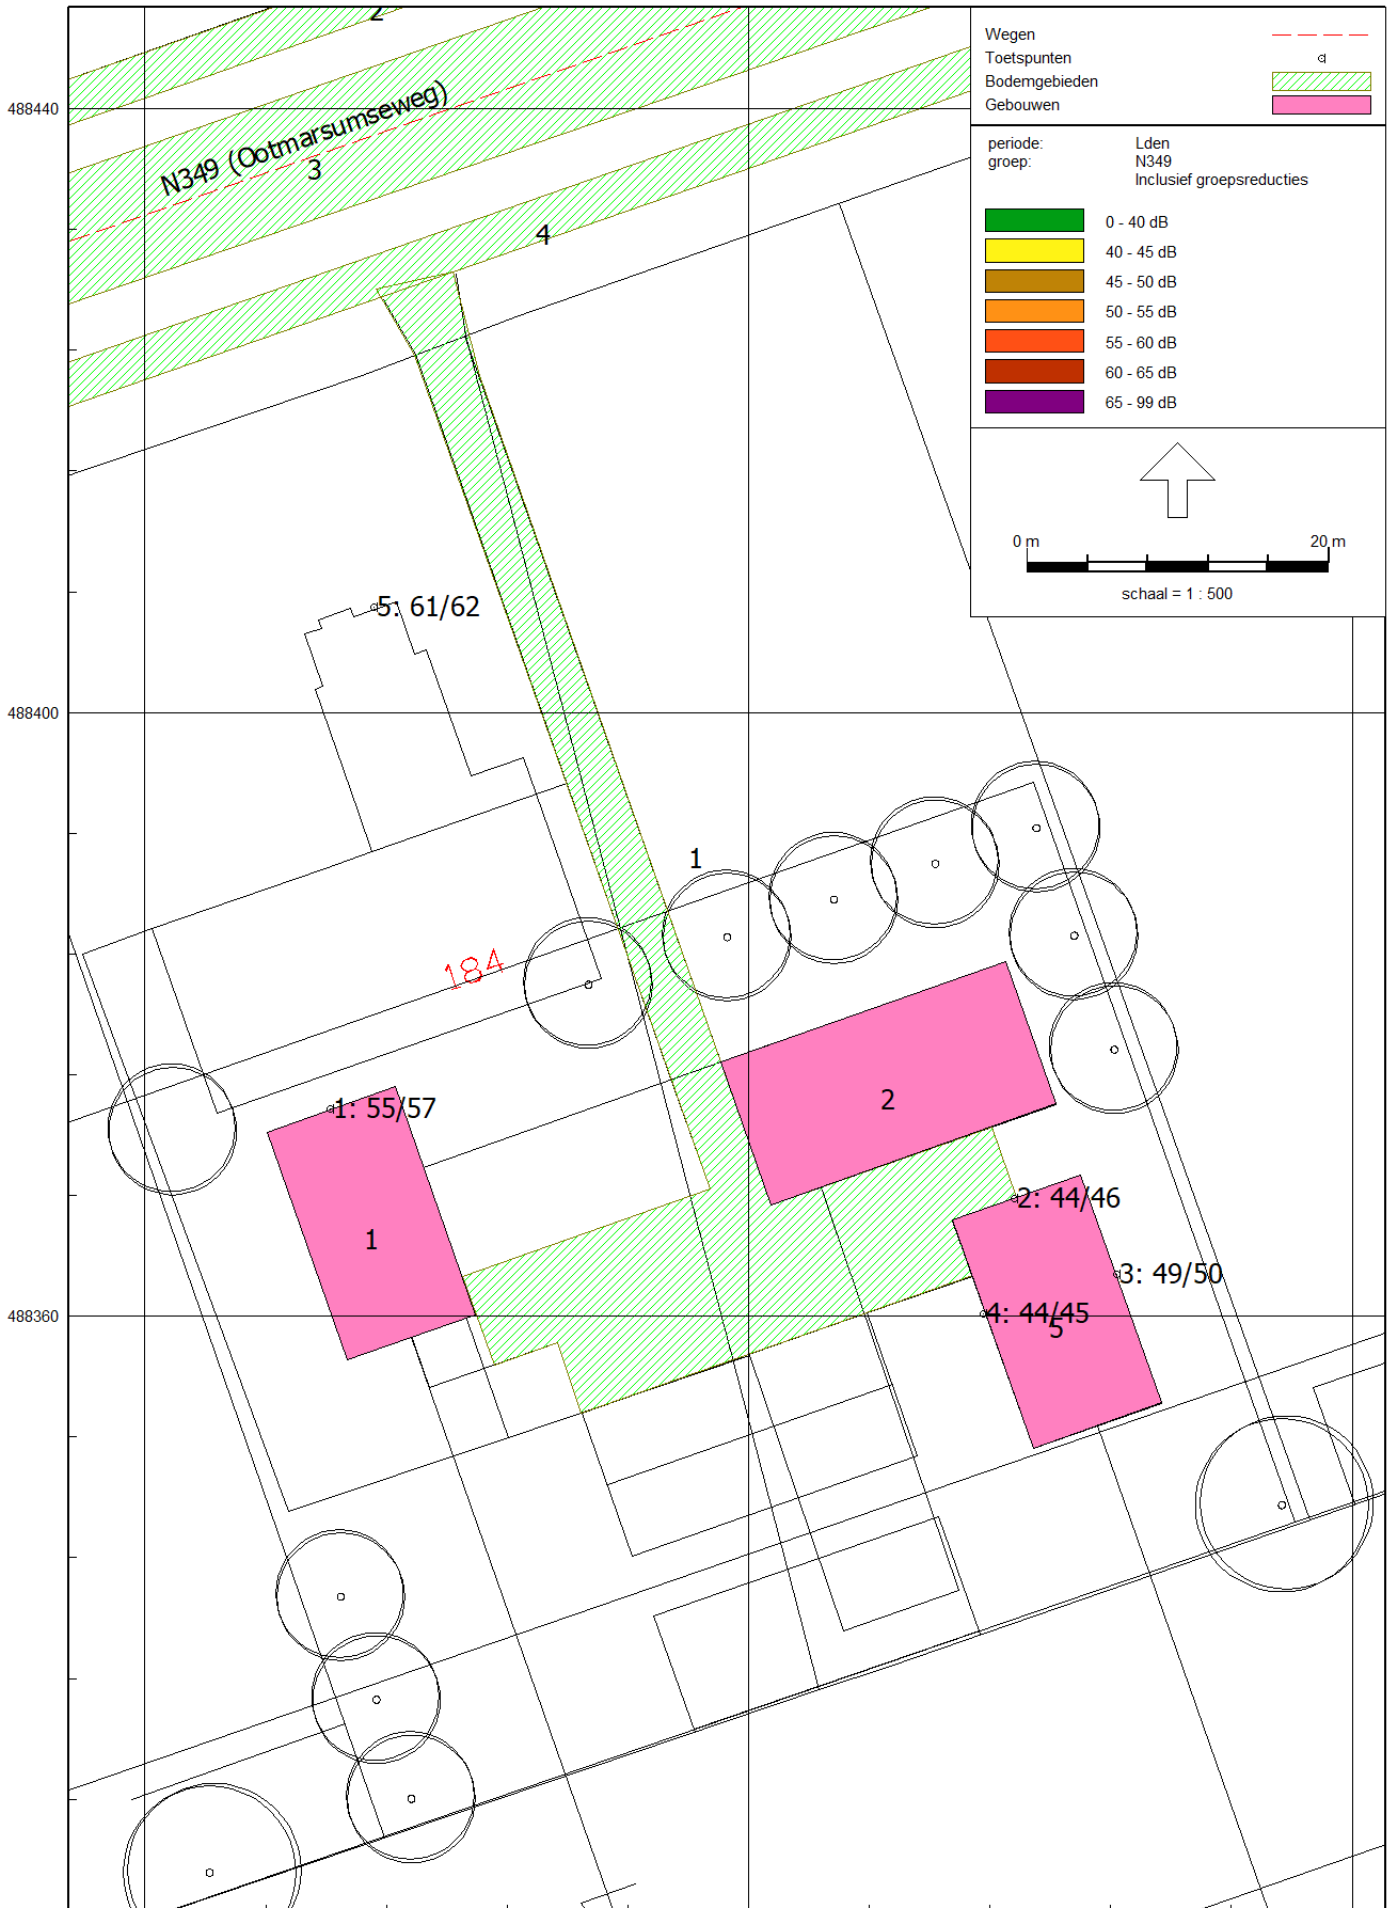 2
Wegen
Toetspunten
Bodemgebieden
Gebouwen
488440
N349 (Ootmarsumseweg)
3
4
periode: Lden
groep: N349
Inclusief groepsreducties
0 - 40 dB
40 - 45 dB
45 - 50 dB
50 - 55 dB
55 - 60 dB
60 - 65 dB
65 - 99 dB
0 m 20 m
schaal = 1 : 500
5: 61/62
488400
1
184
1: 55/57
2
2: 44/46
1
3: 49/50
488360
4: 44/45
5